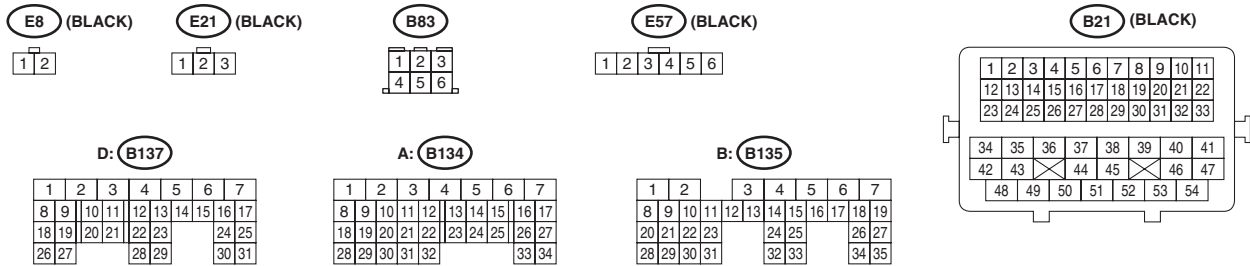 E8 (BLACK)
1 2
E21 (BLACK)
1 2 3
B83
1 2 3
4 5 6
E57 (BLACK)
1 2 3 4 5 6
B21 (BLACK)
1 2 3 4 5 6 7 8 9 10 11
12 13 14 15 16 17 18 19 20 21 22
23 24 25 26 27 28 29 30 31 32 33
34 35 36 37 38 39 40 41
42 43 44 45 46 47
48 49 50 51 52 53 54
D: B137
1 2 3 4 5 6 7
8 9 10 11 12 13 14 15 16 17
18 19 20 21 22 23 24 25
26 27 28 29 30 31
A: B134
1 2 3 4 5 6 7
8 9 10 11 12 13 14 15 16 17
18 19 20 21 22 23 24 25 26 27
28 29 30 31 32 33 34
B: B135
1 2 3 4 5 6 7
8 9 10 11 12 13 14 15 16 17 18 19
20 21 22 23 24 25 26 27
28 29 30 31 32 33 34 35